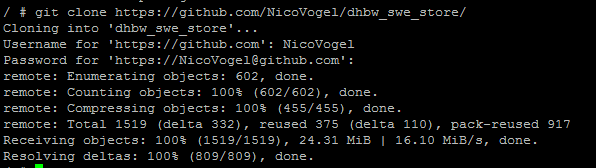 / # git clone https://github.com/NicoVogel/dhbw_swe_store/
Cloning into 'dhbw_swe_store'...
Username for 'https://github.com': NicoVogel
Password for 'https://NicoVogel@github.com':
remote: Enumerating objects: 602, done.
remote: Counting objects: 100% (602/602), done.
remote: Compressing objects: 100% (455/455), done.
remote: Total 1519 (delta 332), reused 375 (delta 110), pack-reused 917
Receiving objects: 100% (1519/1519), 24.31 MiB | 16.10 MiB/s, done.
Resolving deltas: 100% (809/809), done.
/ #